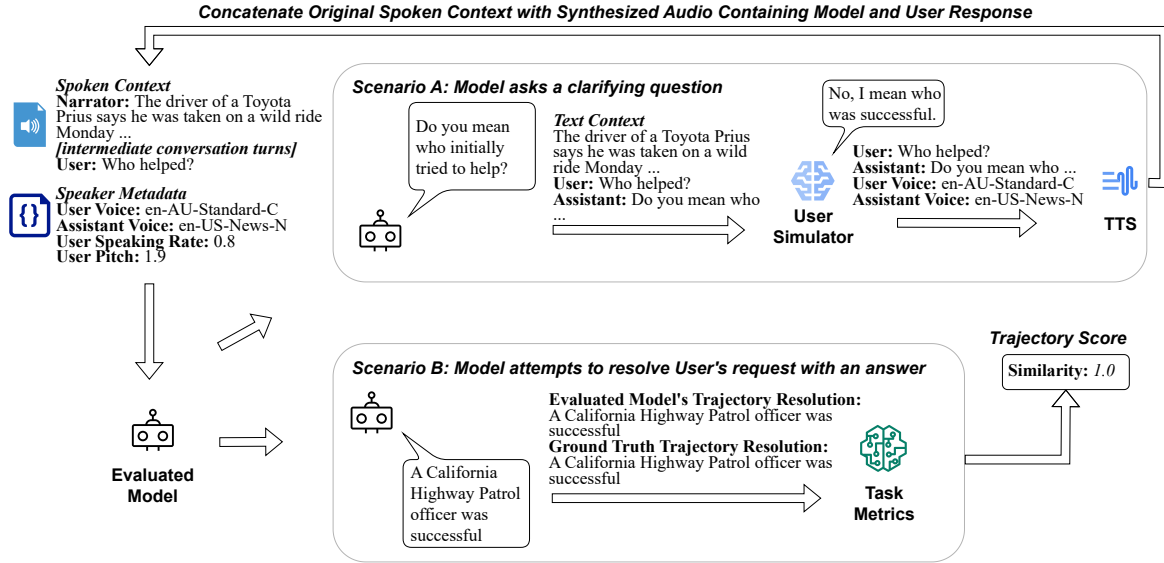 Concatenate Original Spoken Context with Synthesized Audio Containing Model and User Response
Spoken Context
Narrator: The driver of a Toyota
Prius says he was taken on a wild ride
Monday ...
[intermediate conversation turns]
User: Who helped?
Speaker Metadata
User Voice: en-AU-Standard-C
Assistant Voice: en-US-News-N
User Speaking Rate: 0.8
User Pitch: 1.9
Evaluated
Model
Scenario A: Model asks a clarifying question
Do you mean
who initially
tried to help?
Text Context
The driver of a Toyota Prius
says he was taken on a wild
ride Monday ...
User: Who helped?
Assistant: Do you mean who
...
No, I mean who
was successful.
User
Simulator
User: Who helped?
Assistant: Do you mean who ...
User Voice: en-AU-Standard-C
Assistant Voice: en-US-News-N
TTS
Scenario B: Model attempts to resolve User's request with an answer
A California
Highway Patrol
officer was
successful
Evaluated Model's Trajectory Resolution:
A California Highway Patrol officer was
successful
Ground Truth Trajectory Resolution:
A California Highway Patrol officer was
successful
Task
Metrics
Trajectory Score
Similarity: 1.0